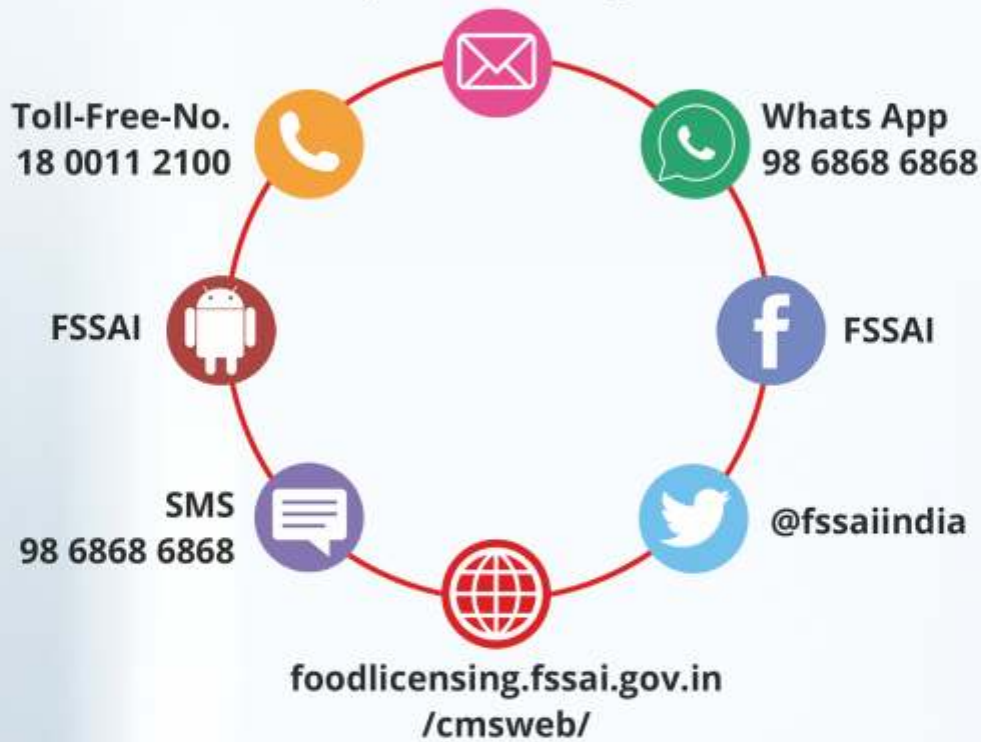 Toll-Free-No.
18 0011 2100
Whats App
98 6868 6868
FSSAI
f
FSSAI
SMS
98 6868 6868
@fssaiindia
foodlicensing.fssai.gov.in
/cmsweb/